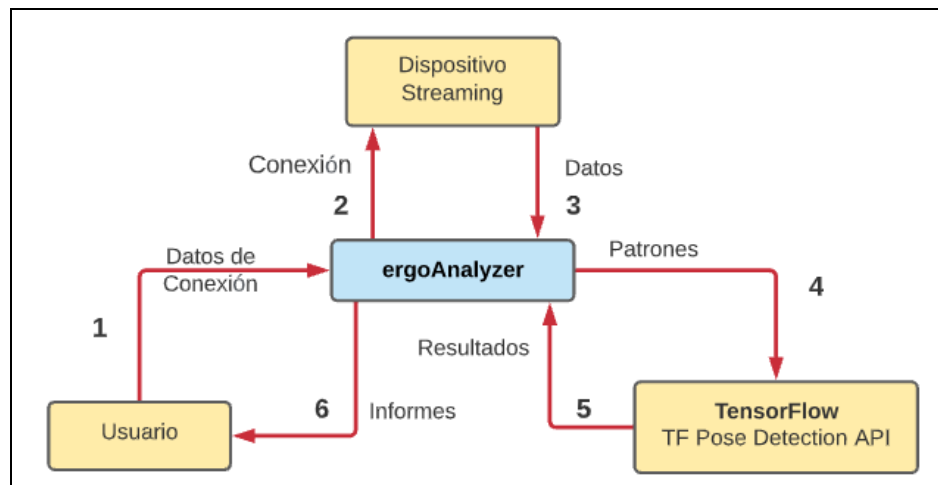 Dispositivo
Streaming
Conexión
2
Datos
3
Datos de
Conexión
1
ergoAnalyzer
Patrones
4
Resultados
5
6
Informes
Usuario
TensorFlow
TF Pose Detection API